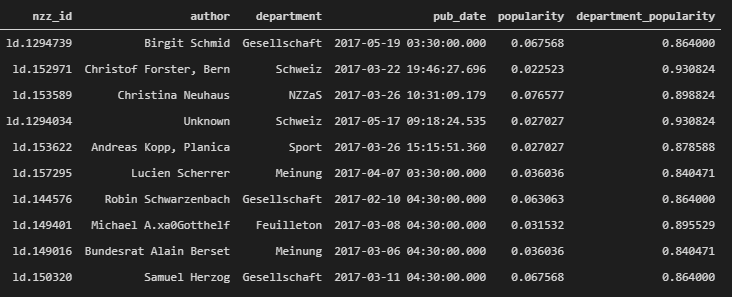 nzz_id author department pub_date popularity department_popularity
ld.1294739 Birgit Schmid Gesellschaft 2017-05-19 03:30:00.000 0.067568 0.864000
ld.152971 Christof Forster, Bern Schweiz 2017-03-22 19:46:27.696 0.022523 0.930824
ld.153589 Christina Neuhaus NZZaS 2017-03-26 10:31:09.179 0.076577 0.898824
ld.1294034 Unknown Schweiz 2017-05-17 09:18:24.535 0.027027 0.930824
ld.153622 Andreas Kopp, Planica Sport 2017-03-26 15:15:51.360 0.027027 0.878588
ld.157295 Lucien Scherrer Meinung 2017-04-07 03:30:00.000 0.036036 0.840471
ld.144576 Robin Schwarzenbach Gesellschaft 2017-02-10 04:30:00.000 0.063063 0.864000
ld.149401 Michael A.xa0Gotthelf Feuilleton 2017-03-08 04:30:00.000 0.031532 0.895529
ld.149016 Bundesrat Alain Berset Meinung 2017-03-06 04:30:00.000 0.036036 0.840471
ld.150320 Samuel Herzog Gesellschaft 2017-03-11 04:30:00.000 0.067568 0.864000